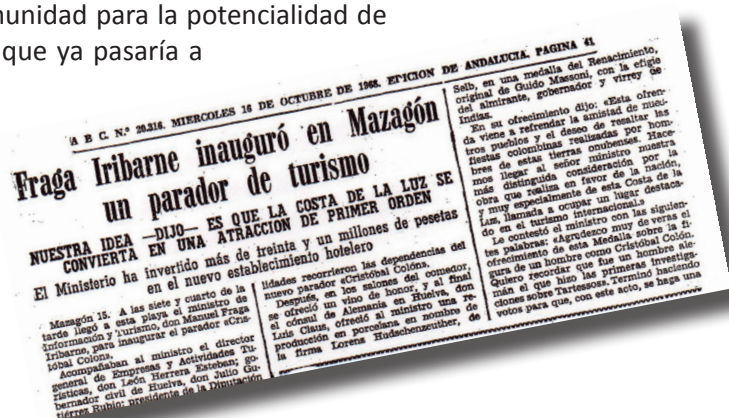 munidad para la potencialidad de
que ya pasaría a
A B C. N.º 20.316. MIERCOLES 16 DE OCTUBRE DE 1968. EDICION DE ANDALUCIA. PAGINA 41
Fraga Iribarne inauguró en Mazagón
un parador de turismo
NUESTRA IDEA —DIJO— ES QUE LA COSTA DE LA LUZ SE
CONVIERTA EN UNA ATRACCION DE PRIMER ORDEN
El Ministerio ha invertido más de treinta y un millones de pesetas
en el nuevo establecimiento hotelero
Mazagón 15. A las siete y cuarto de la
tarde llegó a esta playa el ministro de
Información y Turismo, don Manuel Fraga
Iribarne, para inaugurar el parador «Cris-
tóbal Colón».
Acompañaban al ministro el director
general de Empresas y Actividades Tu-
rísticas, don León Herrera Esteban; go-
bernador civil de Huelva, don Julio Gu-
tiérrez Rubio; presidente de la Diputación
lidades recorrieron las dependencias del
nuevo parador «Cristóbal Colón».
Después, en los salones del comedor,
se ofreció un vino de honor, y al final
el cónsul de Alemania en Huelva, don
Luis Claus, ofreció al ministro una re-
producción en porcelana en nombre de
la firma Lorenz Hudschenzeuther, de
Selb, en una medalla del Renacimiento,
original de Guido Massoni, con la efigie
del almirante, gobernador y virrey de
Indias.
En su ofrecimiento dijo: «Esta ofren-
da viene a refrendar la amistad de nues-
tros pueblos y el deseo de resaltar las
fiestas colombinas realizadas por hom-
bres de estas tierras onubenses. Hace-
mos llegar al señor ministro nuestra
más distinguida consideración por la
obra que realiza en favor de la nación,
y muy especialmente de esta Costa de la
Luz, llamada a ocupar un lugar destaca-
do en el turismo internacional.»
Le contestó el ministro con las siguien-
tes palabras: «Agradezco muy de veras el
ofrecimiento de esta Medalla sobre la fi-
gura de un hombre como Cristóbal Colón.
Quiero recordar que fue un hombre ale-
mán el que hizo las primeras investiga-
ciones sobre Tartessos». Terminó haciendo
votos para que, con este acto, se haga una